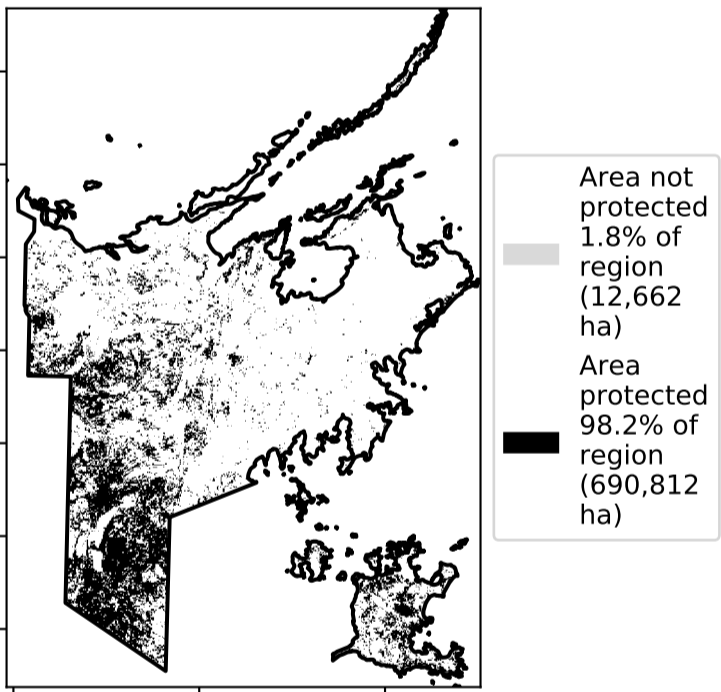 Area not
protected
1.8% of
region
(12,662
ha)
Area
protected
98.2% of
region
(690,812
ha)